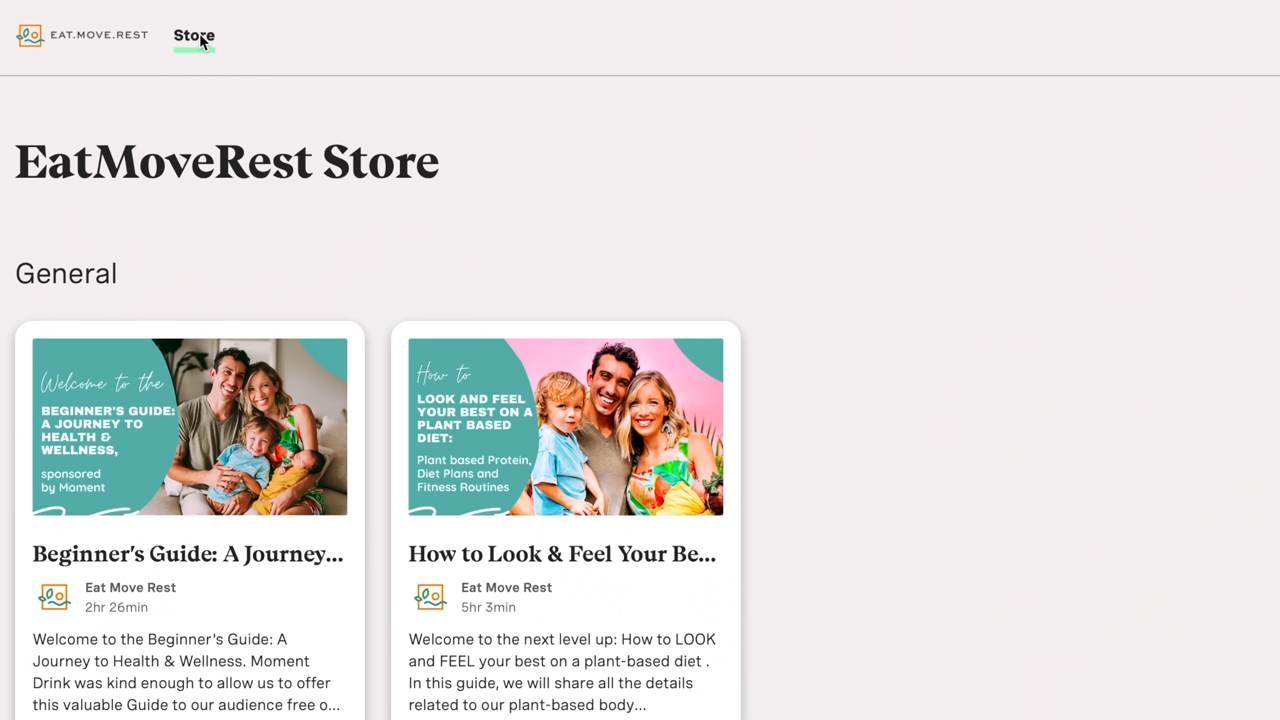 EAT.MOVE.REST
Store
EatMoveRest Store
General
Welcome to the
BEGINNER'S GUIDE:
A JOURNEY TO
HEALTH &
WELLNESS,
sponsored
by Moment
Beginner's Guide: A Journey...
Eat Move Rest
2hr 26min
Welcome to the Beginner's Guide: A
Journey to Health & Wellness. Moment
Drink was kind enough to allow us to offer
this valuable Guide to our audience free o...
How to
LOOK AND FEEL
YOUR BEST ON A
PLANT BASED
DIET:
Plant based Protein,
Diet Plans and
Fitness Routines
How to Look & Feel Your Be...
Eat Move Rest
5hr 3min
Welcome to the next level up: How to LOOK
and FEEL your best on a plant-based diet .
In this guide, we will share all the details
related to our plant-based body...